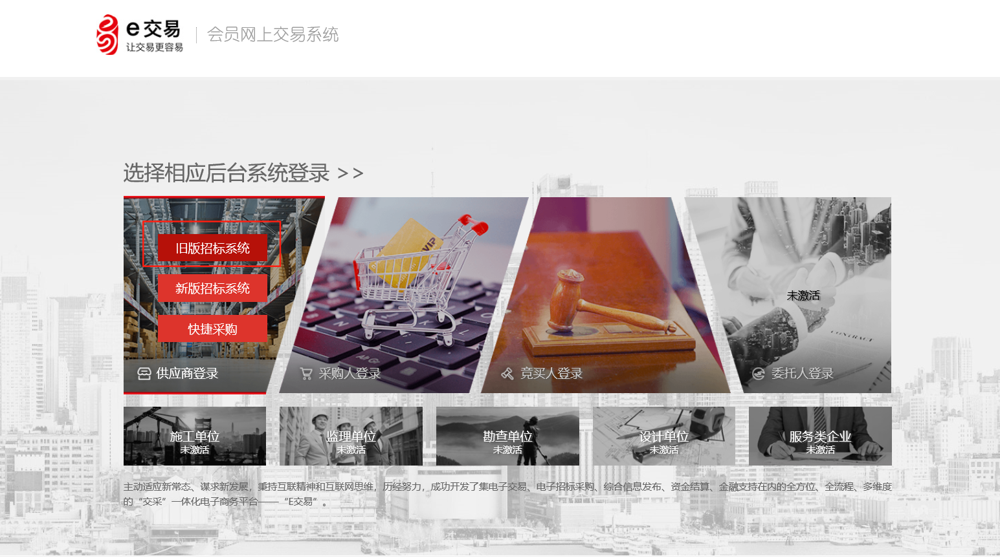 e 交易
让交易更容易
会员网上交易系统
选择相应后台系统登录 >>
旧版招标系统
新版招标系统
快捷采购
供应商登录
VIP
采购人登录
竞买人登录
未激活
CONTRACT
委托人登录
施工单位
未激活
监理单位
未激活
勘查单位
未激活
设计单位
未激活
服务类企业
未激活
主动适应新常态、谋求新发展，秉持互联精神和互联网思维，历经努力，成功开发了集电子交易、电子招标采购、综合信息发布、资金结算、金融支持在内的全方位、全流程、多维度
的“交采”一体化电子商务平台——“E交易“。